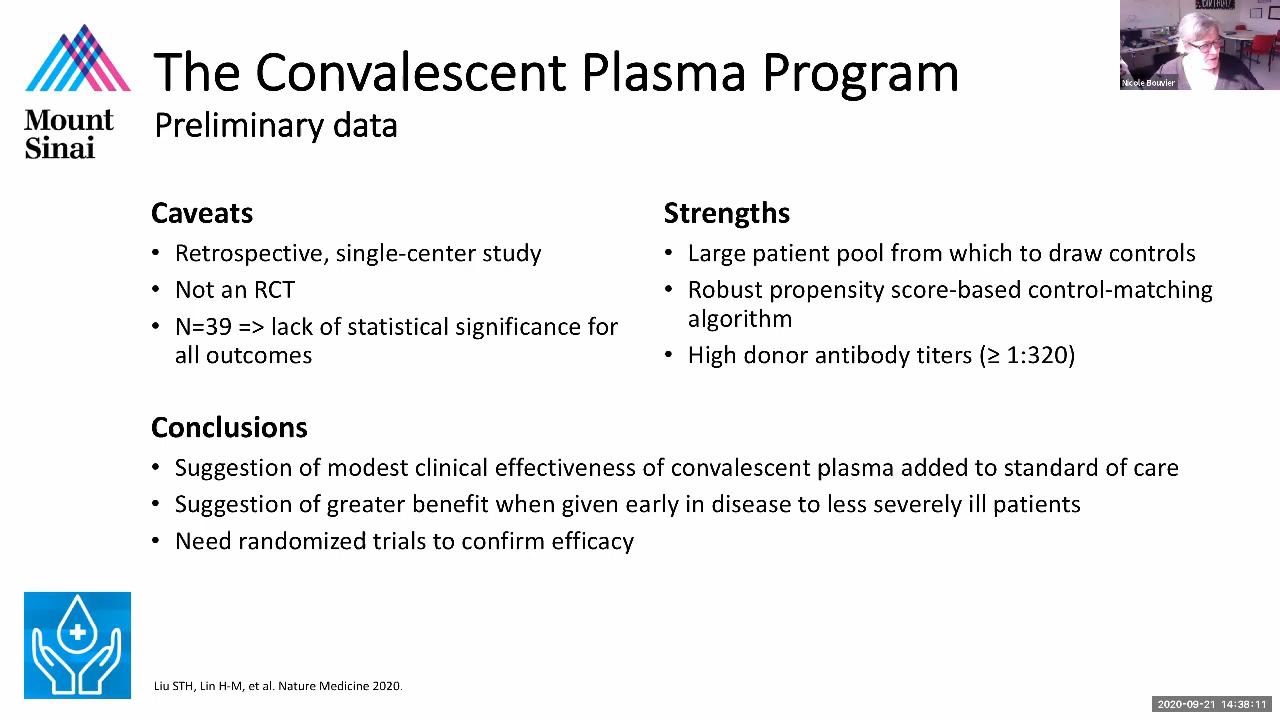 The Convalescent Plasma Program
Preliminary data
Mount
Sinai
BIRTHDAY
Nicole Bouvier
Caveats
• Retrospective, single-center study
• Not an RCT
• N=39 => lack of statistical significance for
all outcomes
Strengths
• Large patient pool from which to draw controls
• Robust propensity score-based control-matching
algorithm
• High donor antibody titers (≥ 1:320)
Conclusions
• Suggestion of modest clinical effectiveness of convalescent plasma added to standard of care
• Suggestion of greater benefit when given early in disease to less severely ill patients
• Need randomized trials to confirm efficacy
Liu STH, Lin H-M, et al. Nature Medicine 2020.
2020-09-21 14:38:11